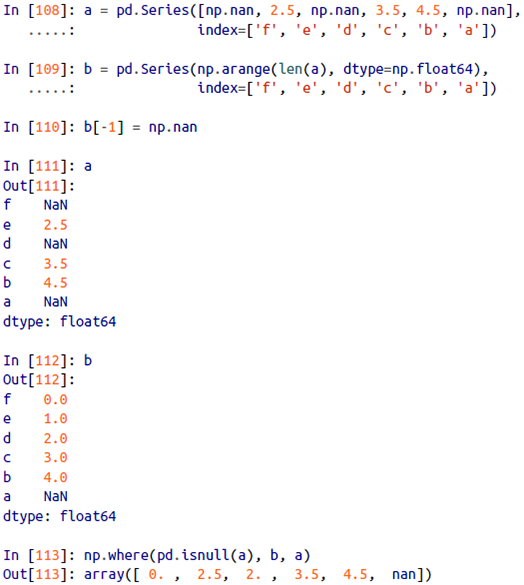 In [108]: a = pd.Series([np.nan, 2.5, np.nan, 3.5, 4.5, np.nan],
   .....:               index=['f', 'e', 'd', 'c', 'b', 'a'])
In [109]: b = pd.Series(np.arange(len(a), dtype=np.float64),
   .....:               index=['f', 'e', 'd', 'c', 'b', 'a'])
In [110]: b[-1] = np.nan
In [111]: a
Out[111]:
f    NaN
e    2.5
d    NaN
c    3.5
b    4.5
a    NaN
dtype: float64
In [112]: b
Out[112]:
f    0.0
e    1.0
d    2.0
c    3.0
b    4.0
a    NaN
dtype: float64
In [113]: np.where(pd.isnull(a), b, a)
Out[113]: array([ 0. ,  2.5,  2. ,  3.5,  4.5,  nan])